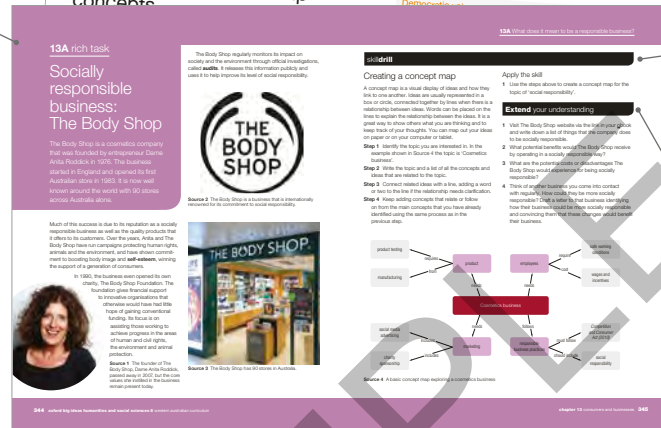 concepts
Democratic
13A What does it mean to be a responsible business?
13A rich task
Socially
responsible
business:
The Body Shop
The Body Shop is a cosmetics company
that was founded by entrepreneur Dame
Anita Roddick in 1976. The business
started in England and opened its first
Australian store in 1983. It is now well
known around the world with 90 stores
across Australia alone.
Much of this success is due to its reputation as a socially
responsible business as well as the quality products that
it offers to its customers. Over the years, Anita and The
Body Shop have run campaigns protecting human rights,
animals and the environment, and have shown commit-
ment to boosting body image and self-esteem, winning
the support of a generation of consumers.
In 1990, the business even opened its own
charity, The Body Shop Foundation. The
foundation gives financial support
to innovative organisations that
otherwise would have had little
hope of gaining conventional
funding. Its focus is on
assisting those working to
achieve progress in the areas
of human and civil rights,
the environment and animal
protection.
Source 1 The founder of The
Body Shop, Dame Anita Roddick,
passed away in 2007, but the core
values she instilled in the business
remain present today.
The Body Shop regularly monitors its impact on
society and the environment through official investigations,
called audits. It releases this information publicly and
uses it to help improve its level of social responsibility.
THE
BODY
SHOP
Source 2 The Body Shop is a business that is internationally
renowned for its commitment to social responsibility.
THE BODY SHOP
Source 3 The Body Shop has 90 stores in Australia.
skilldrill
Creating a concept map
A concept map is a visual display of ideas and how they
link to one another. Ideas are usually represented in a
box or circle, connected together by lines when there is a
relationship between ideas. Words can be placed on the
lines to explain the relationship between the ideas. It is a
great way to show others what you are thinking and to
keep track of your thoughts. You can map out your ideas
on paper or on your computer or tablet.
Step 1 Identify the topic you are interested in. In the
example shown in Source 4 the topic is 'Cosmetics
business'.
Step 2 Write the topic and a list of all the concepts and
ideas that are related to the topic.
Step 3 Connect related ideas with a line, adding a word
or two to the line if the relationship needs clarification.
Step 4 Keep adding concepts that relate or follow
on from the main concepts that you have already
identified using the same process as in the
previous step.
Apply the skill
1 Use the steps above to create a concept map for the
topic of 'social responsibility'.
Extend your understanding
1 Visit The Body Shop website via the link in your obook
and write down a list of things that the company does
to be socially responsible.
2 What potential benefits would The Body Shop receive
by operating in a socially responsible way?
3 What are the potential costs or disadvantages The
Body Shop would experience for being socially
responsible?
4 Think of another business you come into contact
with regularly. How could they be more socially
responsible? Draft a letter to that business identifying
how their business could be more socially responsible
and convincing them that these changes would benefit
their business.
product testing
manufacturing
requires
product
employees
require
cost
safe working
conditions
wages and
incentives
needs
needs
Cosmetics business
needs
follows
social media
advertising
charity
sponsorship
includes
marketing
responsible
business practices
must follow
should include
Competition
and Consumer
Act 2010
social
responsibility
Source 4 A basic concept map exploring a cosmetics business
344 oxford big ideas humanities and social sciences 8 western australian curriculum
chapter 13 consumers and businesses 345